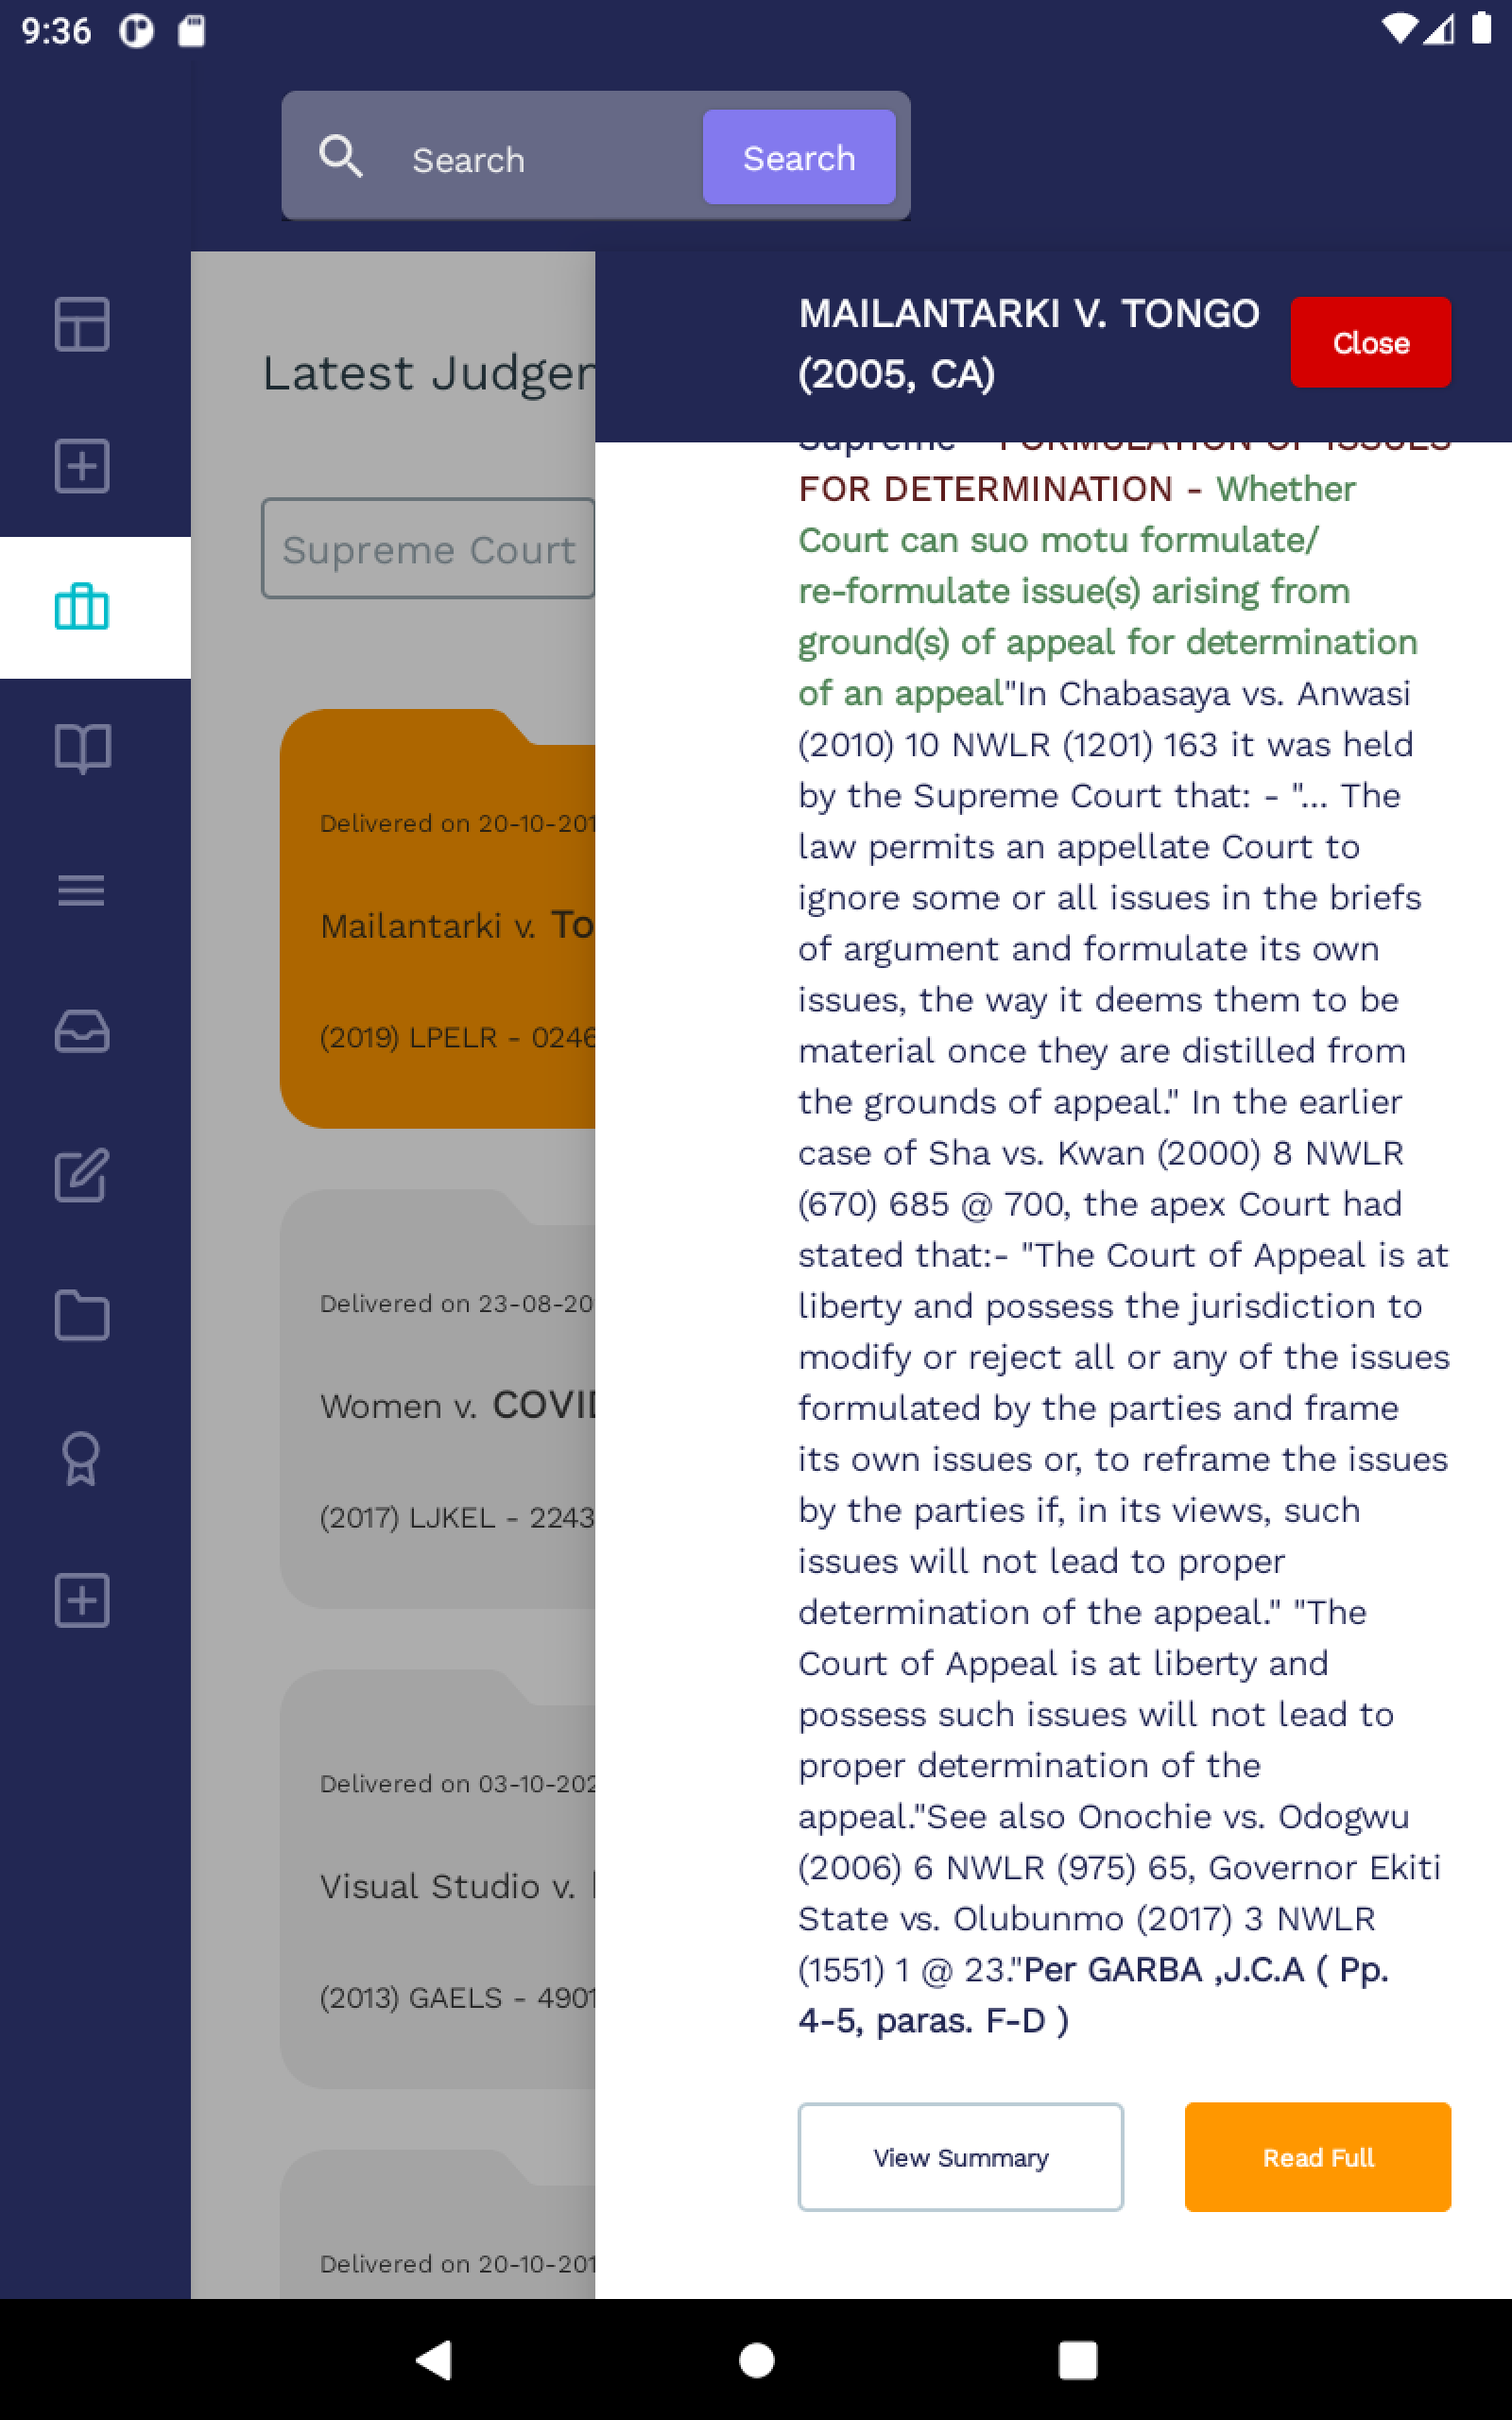 9:36
Search
Search
MAILANTARKI V. TONGO
(2005, CA)
Close
Latest Judger
Supreme Court
Delivered on 20-10-201
Mailantarki v. To
(2019) LPELR - 0246
Delivered on 23-08-20
Women v. COVID
(2017) LJKEL - 2243
Delivered on 03-10-202
Visual Studio v.
(2013) GAELS - 4901
Delivered on 20-10-201
Supreme - FORMULATION OF ISSUES
FOR DETERMINATION - Whether
Court can suo motu formulate/
re-formulate issue(s) arising from
ground(s) of appeal for determination
of an appeal"In Chabasaya vs. Anwasi
(2010) 10 NWLR (1201) 163 it was held
by the Supreme Court that: - "... The
law permits an appellate Court to
ignore some or all issues in the briefs
of argument and formulate its own
issues, the way it deems them to be
material once they are distilled from
the grounds of appeal." In the earlier
case of Sha vs. Kwan (2000) 8 NWLR
(670) 685 @ 700, the apex Court had
stated that:- "The Court of Appeal is at
liberty and possess the jurisdiction to
modify or reject all or any of the issues
formulated by the parties and frame
its own issues or, to reframe the issues
by the parties if, in its views, such
issues will not lead to proper
determination of the appeal." "The
Court of Appeal is at liberty and
possess such issues will not lead to
proper determination of the
appeal."See also Onochie vs. Odogwu
(2006) 6 NWLR (975) 65, Governor Ekiti
State vs. Olubunmo (2017) 3 NWLR
(1551) 1 @ 23."Per GARBA ,J.C.A ( Pp.
4-5, paras. F-D )
View Summary
Read Full